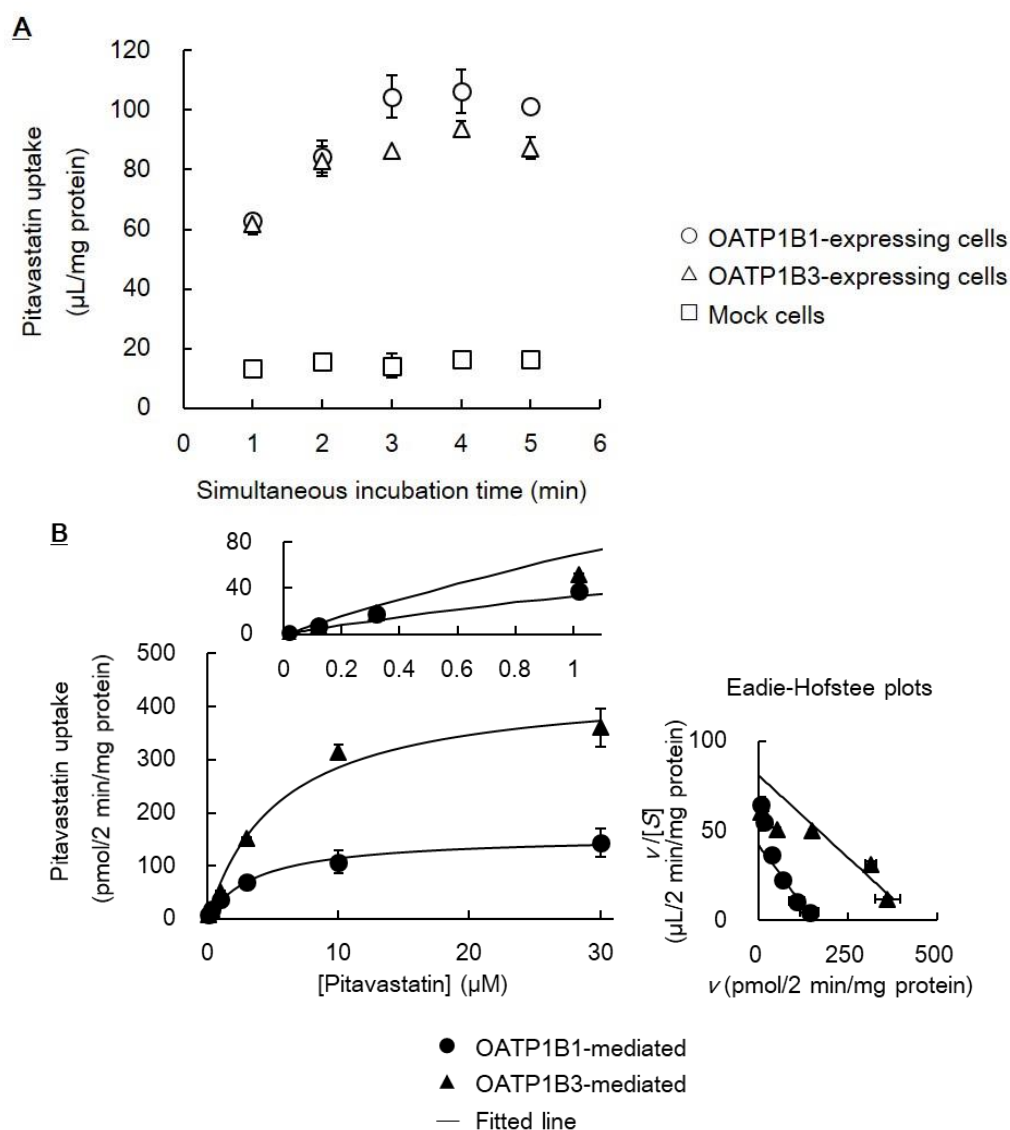 A
120
100
80
60
40
20
0
Pitavastatin uptake
(µL/mg protein)
0 1 2 3 4 5 6
Simultaneous incubation time (min)
OATP1B1-expressing cells
OATP1B3-expressing cells
Mock cells
B
80
40
0
0 0.2 0.4 0.6 0.8 1
500
400
300
200
100
0
Pitavastatin uptake
(pmol/2 min/mg protein)
0 10 20 30
[Pitavastatin] (µM)
Eadie-Hofstee plots
100
50
0
v/[S]
(µL/2 min/mg protein)
0 250 500
v (pmol/2 min/mg protein)
OATP1B1-mediated
OATP1B3-mediated
Fitted line